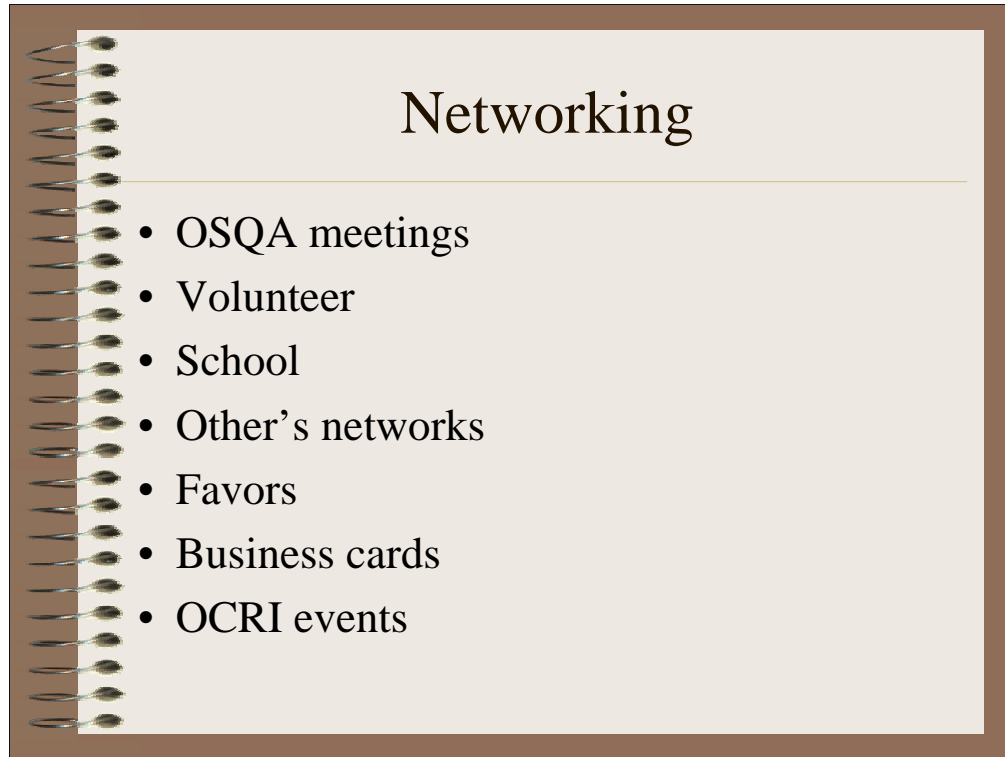 Networking
• OSQA meetings
• Volunteer
• School
• Other’s networks
• Favors
• Business cards
• OCRI events